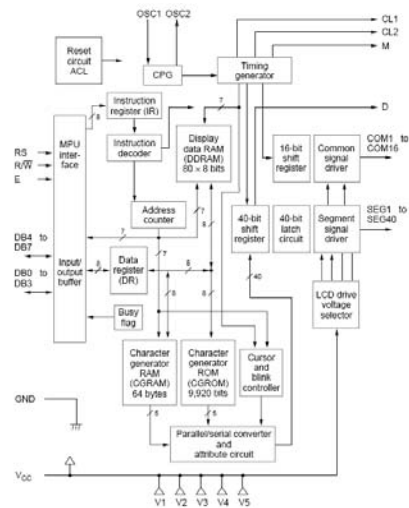 OSC1 OSC2
CL1
CL2
M
Reset
circuit
ACL
CPG
Timing
generator
8
Instruction
register (IR)
7
D
MPU
inter-
face
RS
R/W̅
E
Instruction
decoder
Display
data RAM
(DDRAM)
80 × 8 bits
16-bit
shift
register
Common
signal
driver
COM1 to
COM16
Address
counter
7
7
8
40-bit
shift
register
40-bit
latch
circuit
Segment
signal
driver
SEG1 to
SEG40
DB4 to
DB7
DB0 to
DB3
Input/
output
buffer
8
Data
register
(DR)
7
8
8
8
40
LCD drive
voltage
selector
Busy
flag
Character
generator
RAM
(CGRAM)
64 bytes
Character
generator
ROM
(CGROM)
9,920 bits
Cursor
and
blink
controller
GND
5
5
Parallel/serial converter
and
attribute circuit
VCC
V1 V2 V3 V4 V5